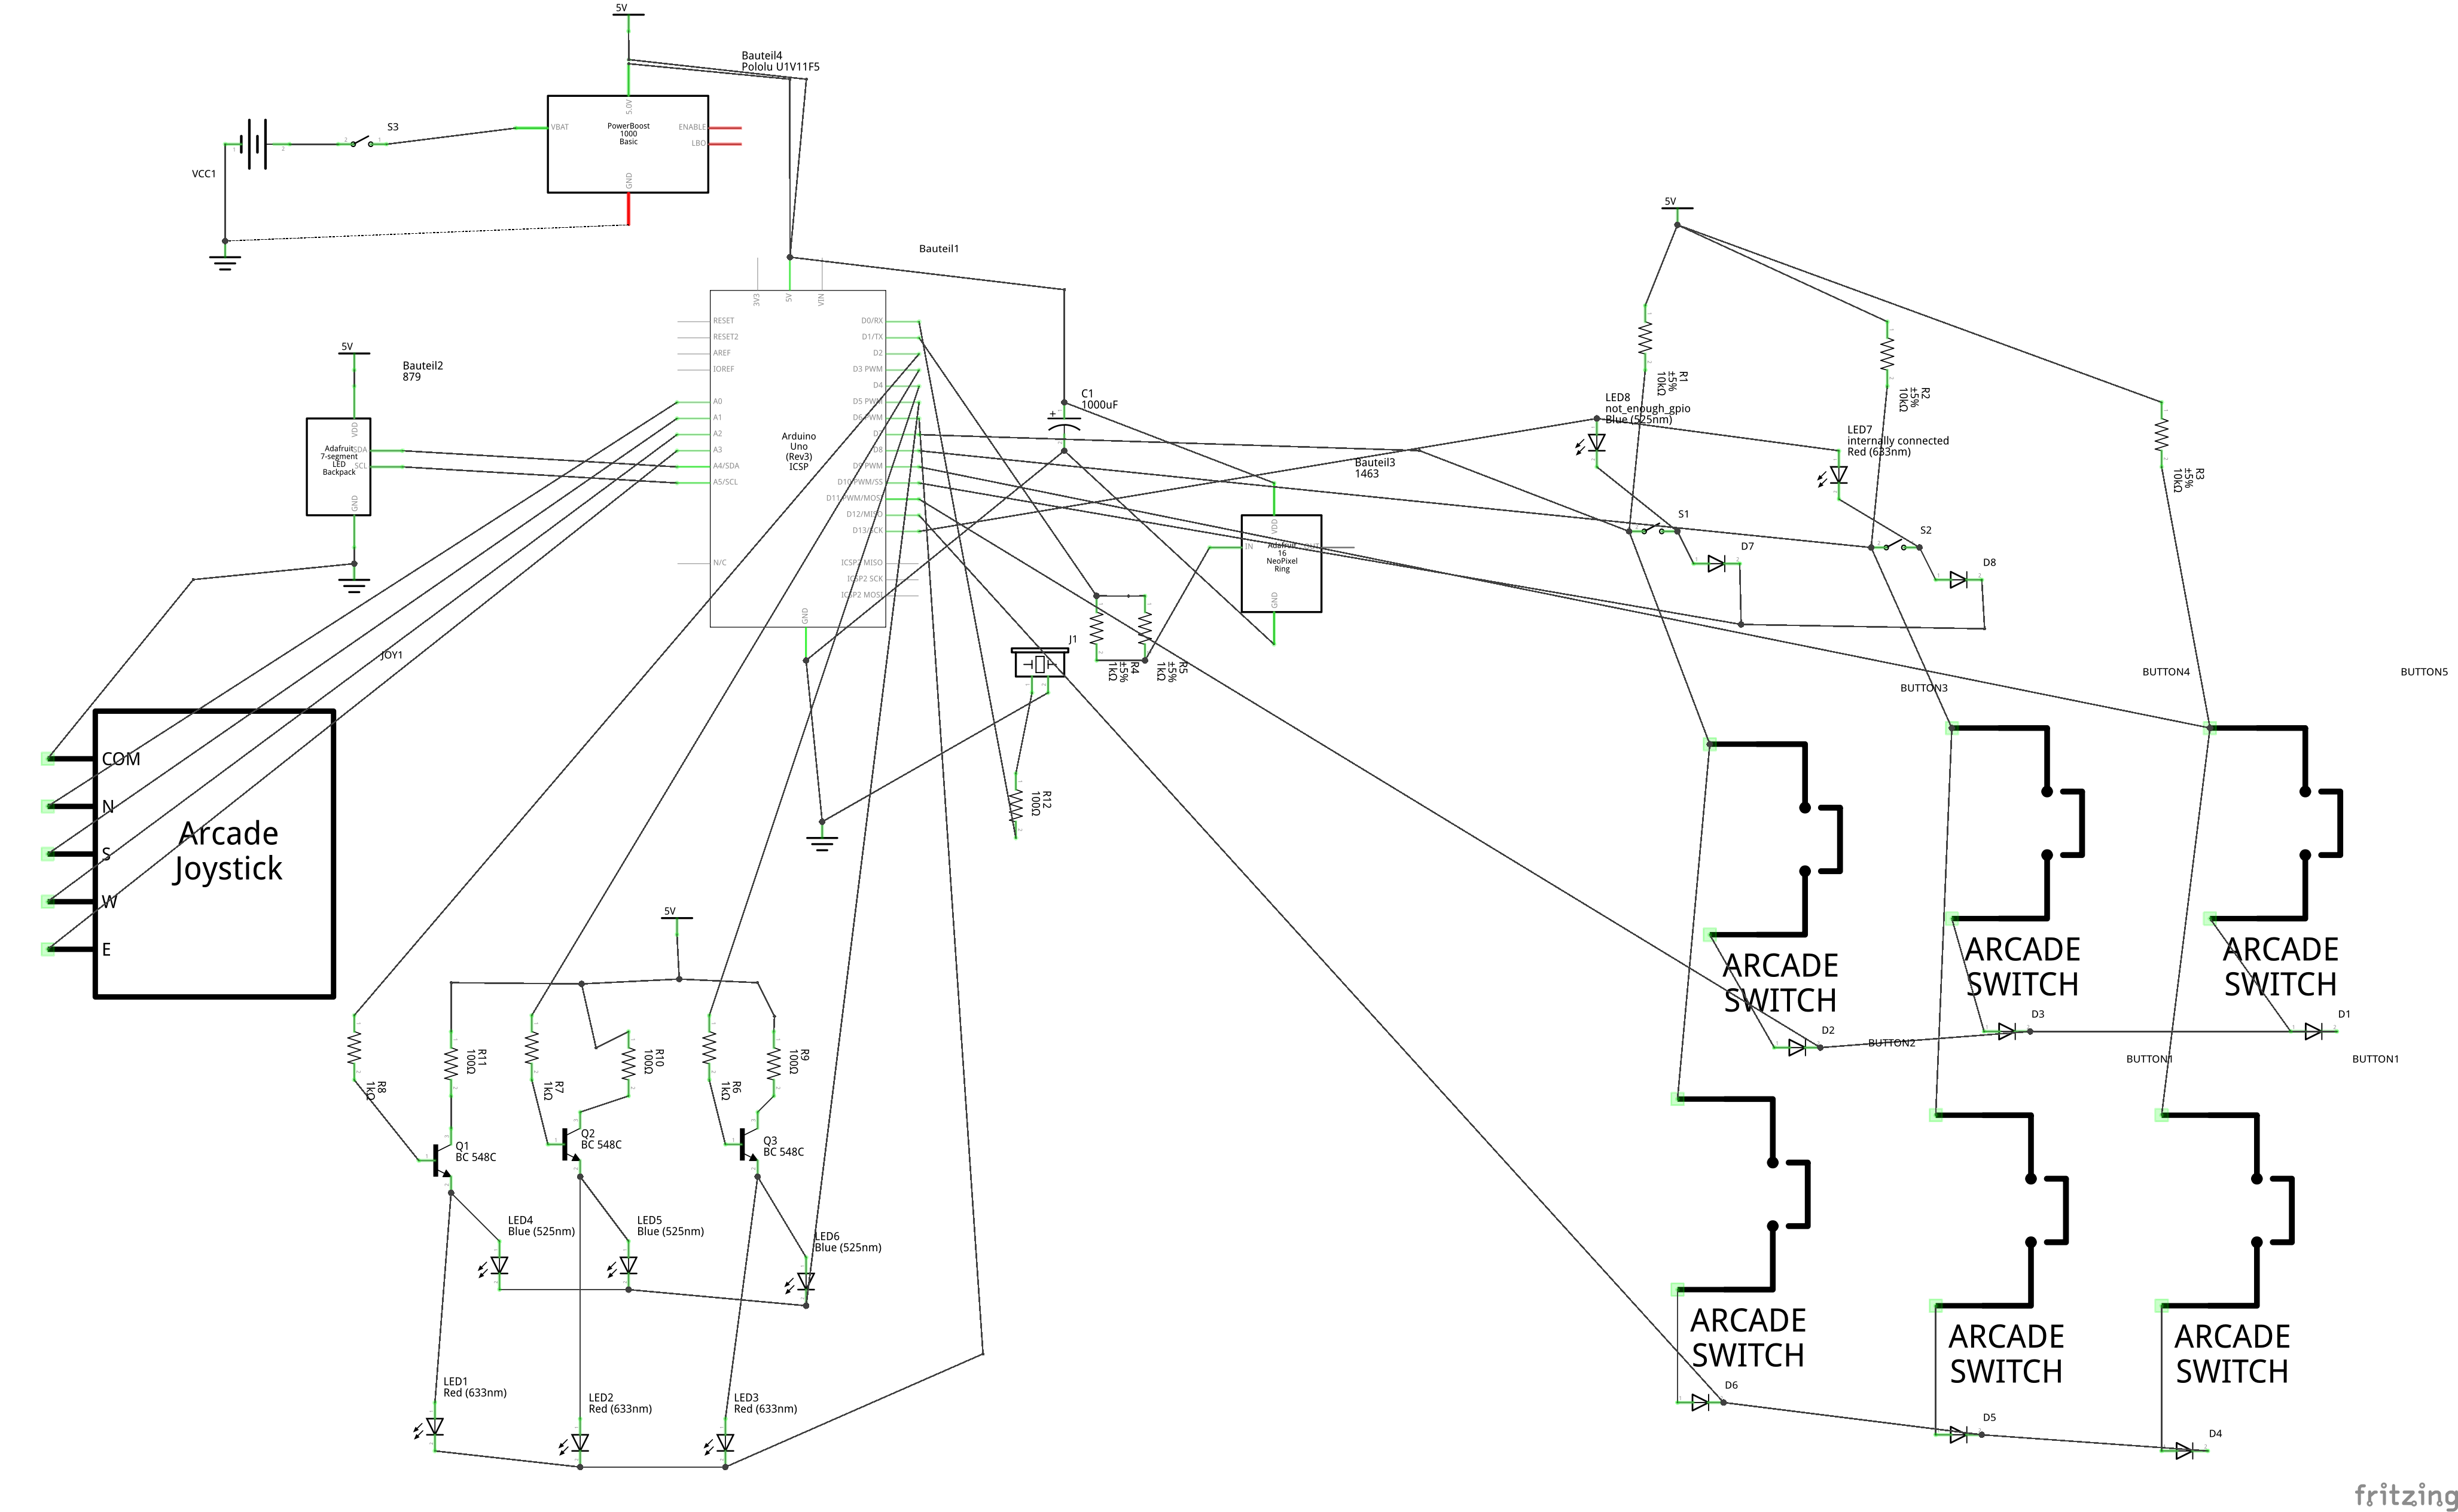 5V
Bauteil4
Pololu U1V11F5
5.0V
PowerBoost
1000
Basic
VBAT
ENABLE
LBO
GND
S3
VCC1
5V
Bauteil1
3V3
5V
VIN
RESET
RESET2
AREF
IOREF
A0
A1
A2
A3
A4/SDA
A5/SCL
N/C
Arduino
Uno
(Rev3)
ICSP
D0/RX
D1/TX
D2
D3 PWM
D4
D5 PWM
D6 PWM
D7
D8
D9 PWM
D10 PWM/SS
D11 PWM/MOSI
D12/MISO
D13/SCK
ICSP2 MISO
ICSP2 SCK
ICSP2 MOSI
GND
5V
Bauteil2
879
VDD
Adafruit
7-segment
LED
Backpack
SDA
SCL
GND
C1
1000uF
Bauteil3
1463
VDD
IN
Adafruit
16
NeoPixel
Ring
GND
R1
±5%
10kΩ
R2
±5%
10kΩ
R3
±5%
10kΩ
LED8
not_enough_gpio
Blue (525nm)
LED7
internally connected
Red (633nm)
S1
S2
D7
D8
JOY1
COM
N
S
W
E
Arcade
Joystick
J1
R4
±5%
1kΩ
R5
±5%
1kΩ
R12
100Ω
BUTTON3
BUTTON4
BUTTON5
ARCADE
SWITCH
ARCADE
SWITCH
ARCADE
SWITCH
D2
D3
D1
BUTTON2
BUTTON1
BUTTON1
5V
R8
1kΩ
R11
100Ω
R7
1kΩ
R10
100Ω
R6
1kΩ
R9
100Ω
Q1
BC 548C
Q2
BC 548C
Q3
BC 548C
LED4
Blue (525nm)
LED5
Blue (525nm)
LED6
Blue (525nm)
LED1
Red (633nm)
LED2
Red (633nm)
LED3
Red (633nm)
ARCADE
SWITCH
ARCADE
SWITCH
ARCADE
SWITCH
D6
D5
D4
fritzing